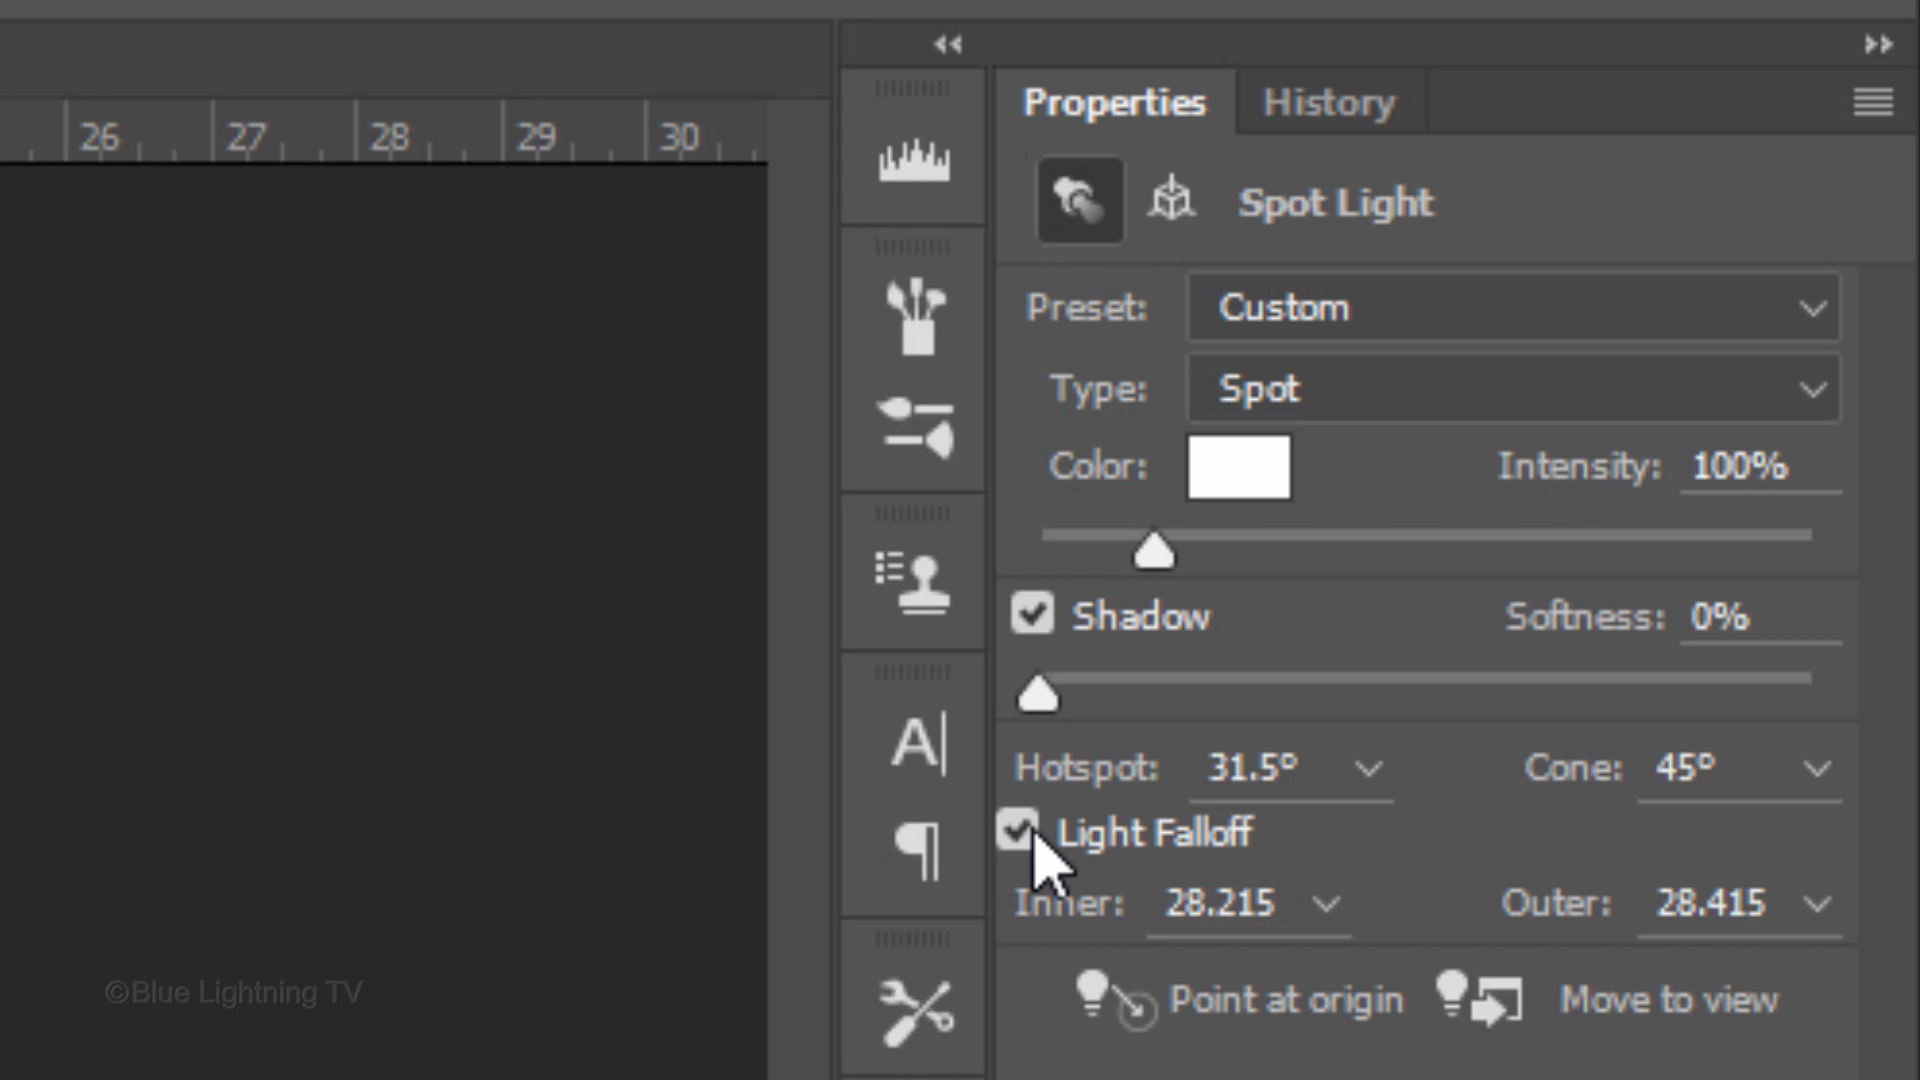 Properties History
26 27 28 29 30
Spot Light
Preset: Custom
Type: Spot
Color: Intensity: 100%
Shadow Softness: 0%
Hotspot: 31.5º Cone: 45º
Light Falloff
Inner: 28.215 Outer: 28.415
©Blue Lightning TV
Point at origin Move to view